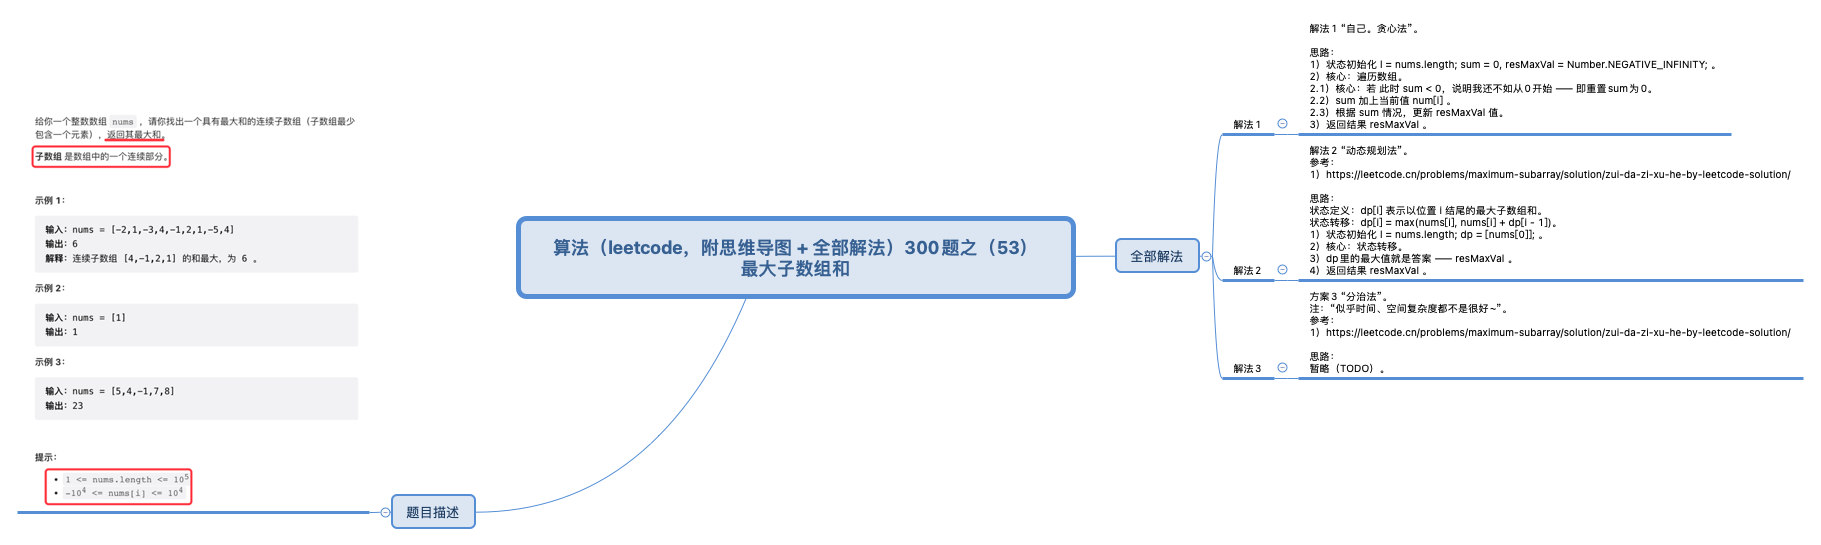 给你一个整数数组 nums ，请你找出一个具有最大和的连续子数组（子数组最少
包含一个元素），返回其最大和。
子数组 是数组中的一个连续部分。
示例 1：
输入：nums = [-2,1,-3,4,-1,2,1,-5,4]
输出：6
解释：连续子数组 [4,-1,2,1] 的和最大，为 6 。
示例 2：
输入：nums = [1]
输出：1
示例 3：
输入：nums = [5,4,-1,7,8]
输出：23
提示：
• 1 <= nums.length <= 10⁵
• -10⁴ <= nums[i] <= 10⁴
题目描述
算法（leetcode，附思维导图 + 全部解法）300 题之（53）
最大子数组和
全部解法
解法 1
解法 1 “自己。贪心法”。
思路：
1）状态初始化 l = nums.length; sum = 0, resMaxVal = Number.NEGATIVE_INFINITY; 。
2）核心：遍历数组。
2.1）核心：若 此时 sum < 0，说明我还不如从 0 开始 —— 即重置 sum 为 0。
2.2）sum 加上当前值 num[i] 。
2.3）根据 sum 情况，更新 resMaxVal 值。
3）返回结果 resMaxVal 。
解法 2
解法 2 “动态规划法”。
参考：
1）https://leetcode.cn/problems/maximum-subarray/solution/zui-da-zi-xu-he-by-leetcode-solution/
思路：
状态定义：dp[i] 表示以位置 i 结尾的最大子数组和。
状态转移：dp[i] = max(nums[i], nums[i] + dp[i - 1])。
1）状态初始化 l = nums.length; dp = [nums[0]]; 。
2）核心：状态转移。
3）dp 里的最大值就是答案 —— resMaxVal 。
4）返回结果 resMaxVal 。
解法 3
方案 3 “分治法”。
注：“似乎时间、空间复杂度都不是很好~”。
参考：
1）https://leetcode.cn/problems/maximum-subarray/solution/zui-da-zi-xu-he-by-leetcode-solution/
思路：
暂略（TODO）。